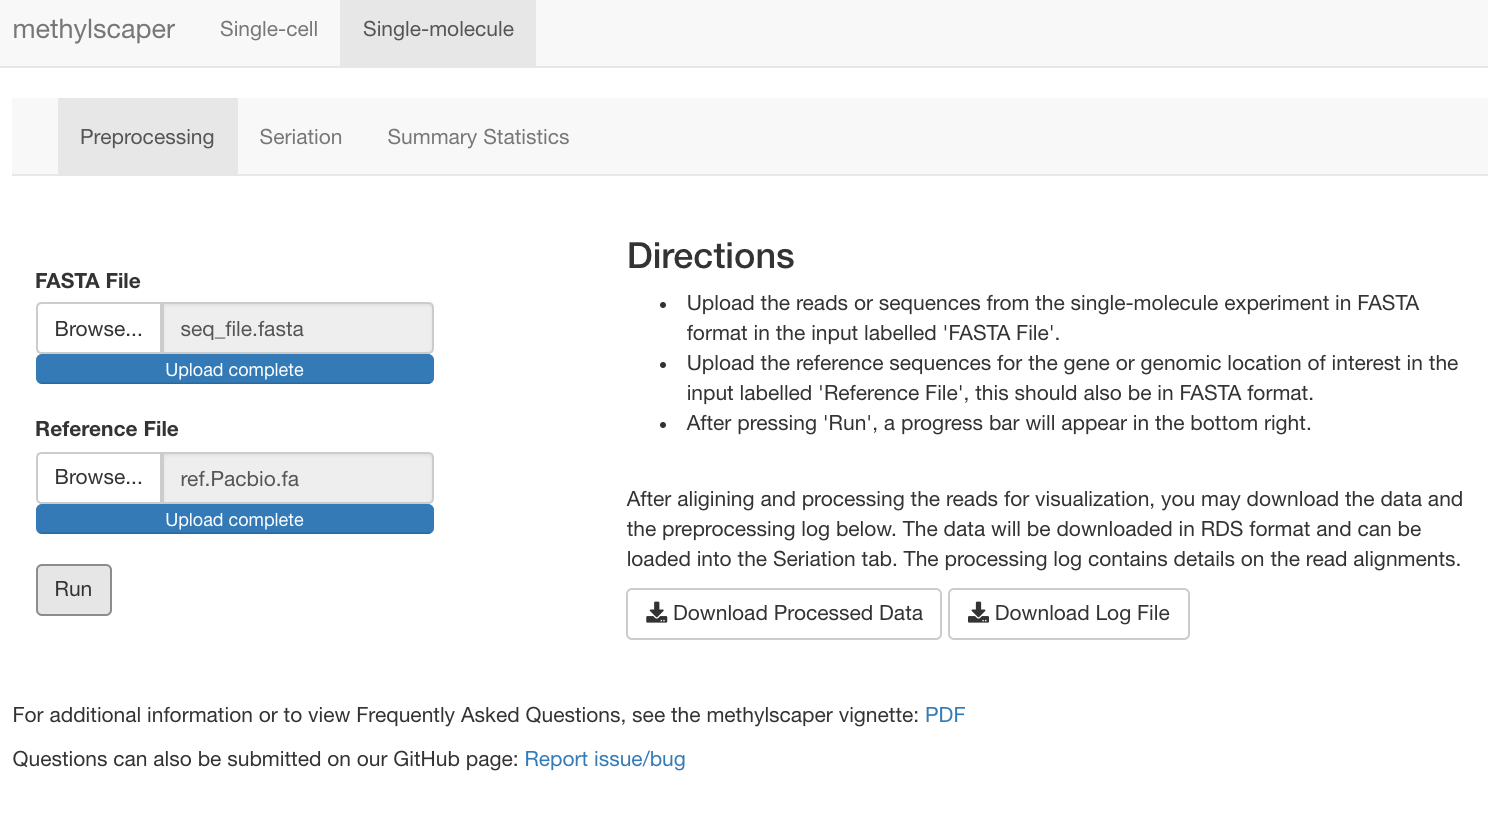 methylscaper Single-cell Single-molecule
Preprocessing Seriation Summary Statistics
FASTA File
Browse... seq_file.fasta
Upload complete
Reference File
Browse... ref.Pacbio.fa
Upload complete
Run
Directions
• Upload the reads or sequences from the single-molecule experiment in FASTA
format in the input labelled 'FASTA File'.
• Upload the reference sequences for the gene or genomic location of interest in the
input labelled 'Reference File', this should also be in FASTA format.
• After pressing 'Run', a progress bar will appear in the bottom right.
After aligining and processing the reads for visualization, you may download the data and
the preprocessing log below. The data will be downloaded in RDS format and can be
loaded into the Seriation tab. The processing log contains details on the read alignments.
Download Processed Data Download Log File
For additional information or to view Frequently Asked Questions, see the methylscaper vignette: PDF
Questions can also be submitted on our GitHub page: Report issue/bug